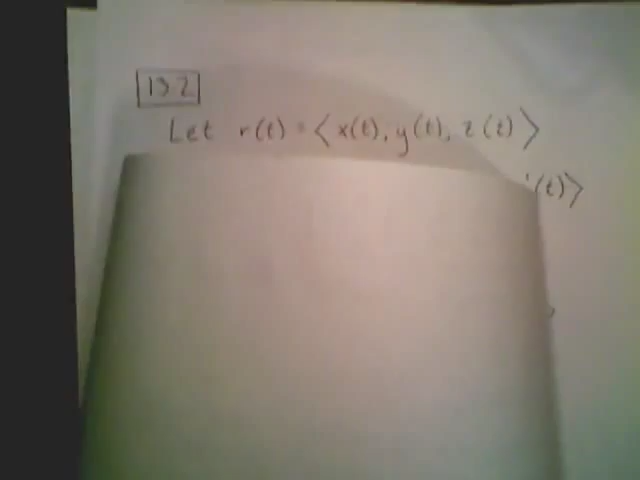 13.2
Let r(t) = ⟨x(t), y(t), z(t)⟩
'(t)⟩